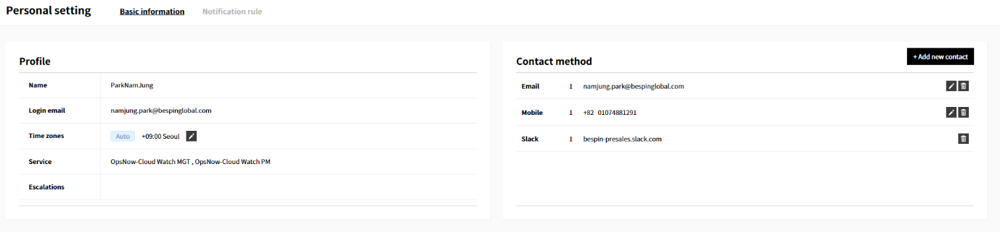 Personal setting Basic information Notification rule
Profile
Name ParkNamJung
Login email namjung.park@bespinglobal.com
Time zones Auto +09:00 Seoul
Service OpsNow-Cloud Watch MGT , OpsNow-Cloud Watch PM
Escalations
Contact method + Add new contact
Email 1 namjung.park@bespinglobal.com
Mobile 1 +82 01074881291
Slack 1 bespin-presales.slack.com